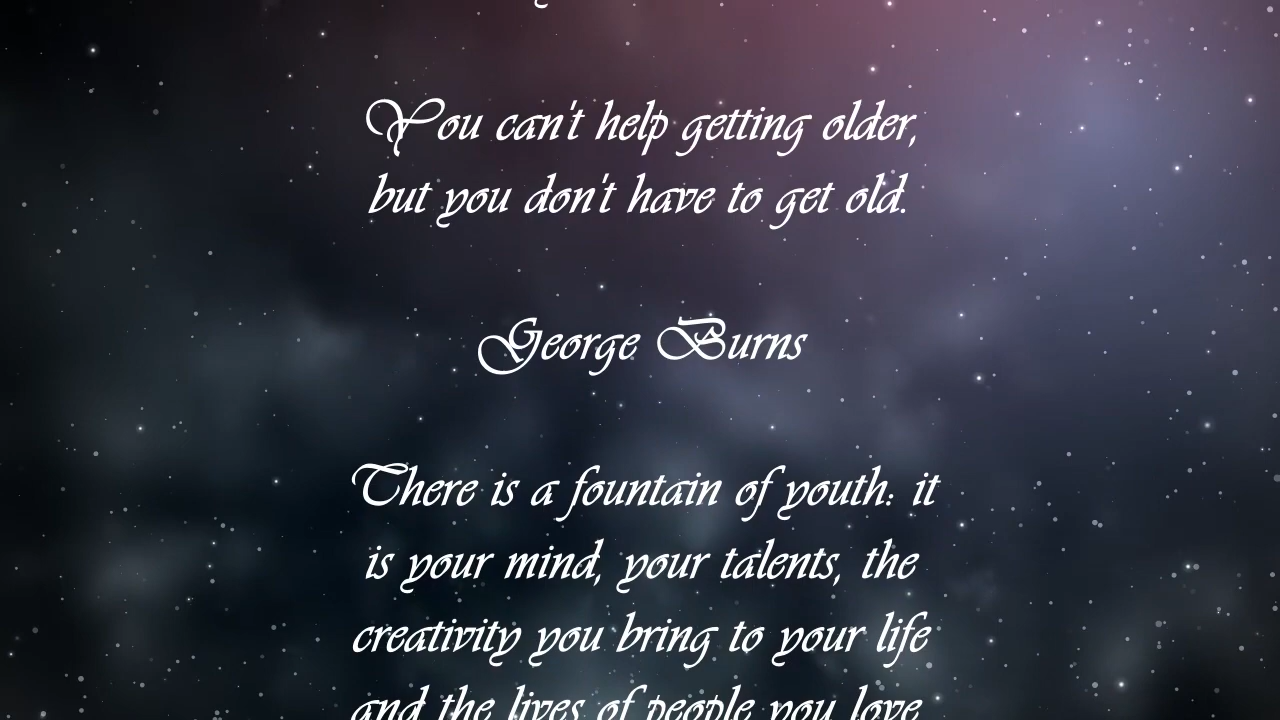 You can't help getting older,
but you don't have to get old.
George Burns
There is a fountain of youth: it
is your mind, your talents, the
creativity you bring to your life
and the lives of people you love.